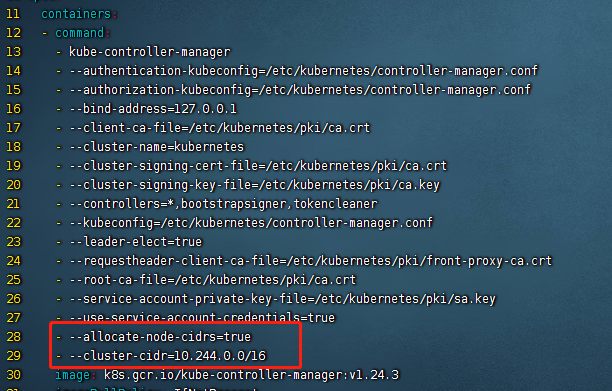 11 containers:
12 - command:
13 - kube-controller-manager
14 - --authentication-kubeconfig=/etc/kubernetes/controller-manager.conf
15 - --authorization-kubeconfig=/etc/kubernetes/controller-manager.conf
16 - --bind-address=127.0.0.1
17 - --client-ca-file=/etc/kubernetes/pki/ca.crt
18 - --cluster-name=kubernetes
19 - --cluster-signing-cert-file=/etc/kubernetes/pki/ca.crt
20 - --cluster-signing-key-file=/etc/kubernetes/pki/ca.key
21 - --controllers=*,bootstrapsigner,tokencleaner
22 - --kubeconfig=/etc/kubernetes/controller-manager.conf
23 - --leader-elect=true
24 - --requestheader-client-ca-file=/etc/kubernetes/pki/front-proxy-ca.crt
25 - --root-ca-file=/etc/kubernetes/pki/ca.crt
26 - --service-account-private-key-file=/etc/kubernetes/pki/sa.key
27 - --use-service-account-credentials=true
28 - --allocate-node-cidrs=true
29 - --cluster-cidr=10.244.0.0/16
30 image: k8s.gcr.io/kube-controller-manager:v1.24.3